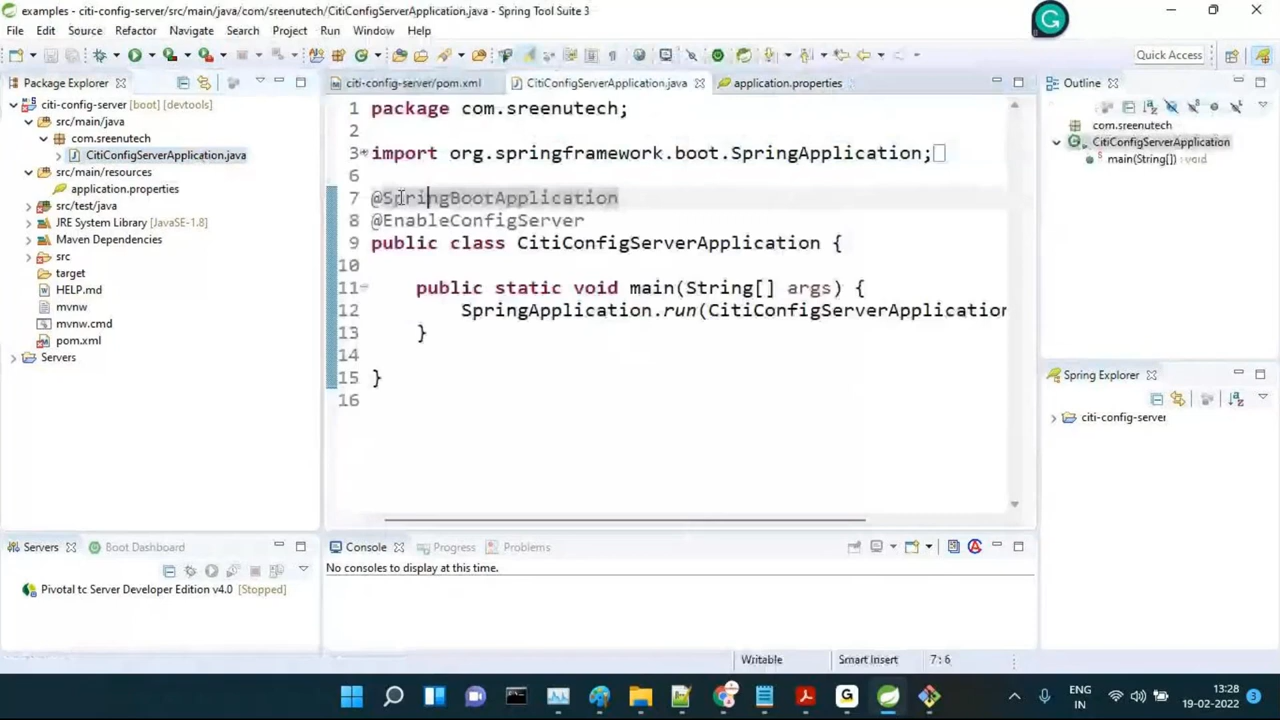 examples - citi-config-server/src/main/java/com/sreenutech/CitiConfigServerApplication.java - Spring Tool Suite 3
File Edit Source Refactor Navigate Search Project Run Window Help
Quick Access
Package Explorer
citi-config-server [boot] [devtools]
src/main/java
com.sreenutech
CitiConfigServerApplication.java
src/main/resources
application.properties
src/test/java
JRE System Library [JavaSE-1.8]
Maven Dependencies
src
target
HELP.md
mvnw
mvnw.cmd
pom.xml
Servers
citi-config-server/pom.xml CitiConfigServerApplication.java application.properties
1 package com.sreenutech;
2
3 import org.springframework.boot.SpringApplication;
6
7 @SpringBootApplication
8 @EnableConfigServer
9 public class CitiConfigServerApplication {
10
11 public static void main(String[] args) {
12 SpringApplication.run(CitiConfigServerApplication
13 }
14
15 }
16
Outline
com.sreenutech
CitiConfigServerApplication
main(String[]) : void
Spring Explorer
citi-config-server
Servers Boot Dashboard
Pivotal tc Server Developer Edition v4.0 [Stopped]
Console Progress Problems
No consoles to display at this time.
Writable Smart Insert 7:6
ENG
IN
13:28
19-02-2022
3